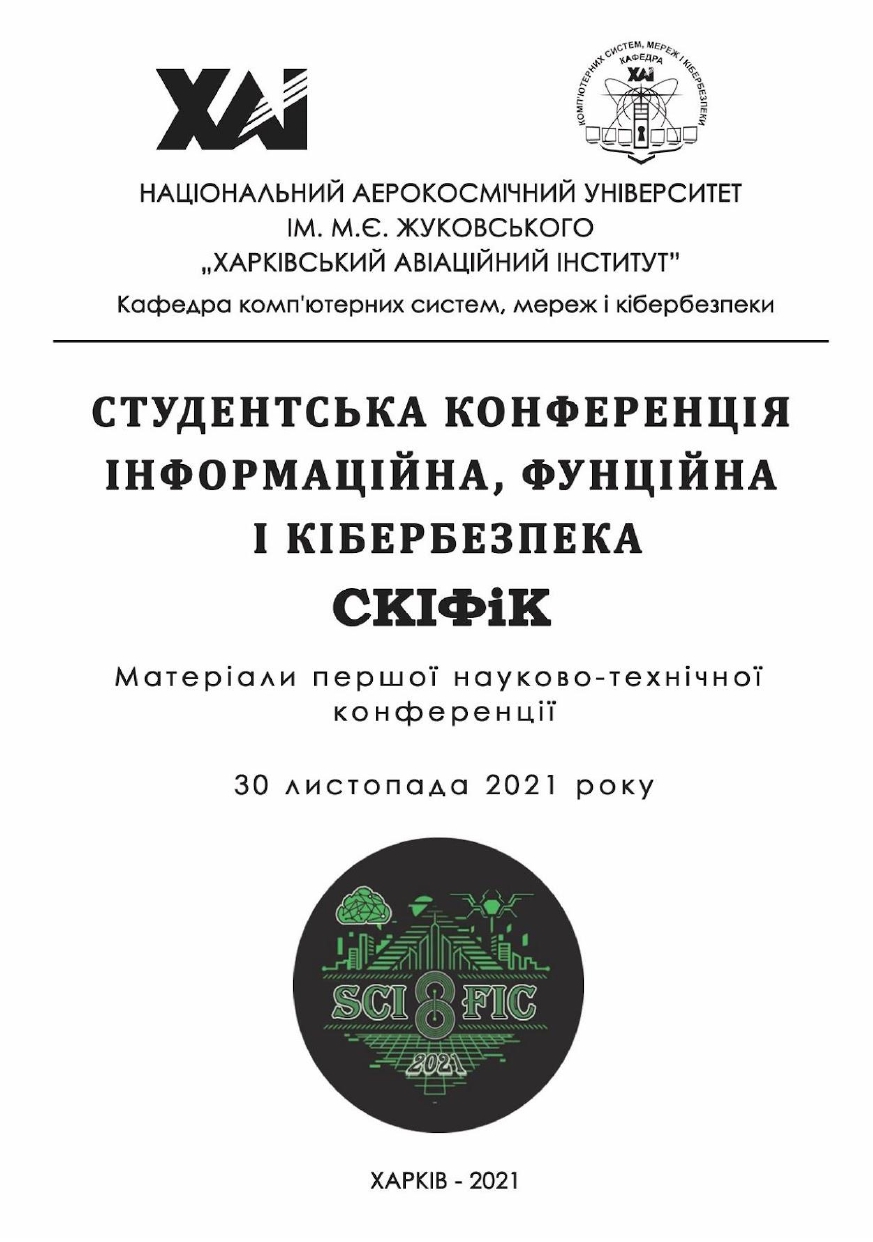 ХАІ
КОМП'ЮТЕРНИХ СИСТЕМ, МЕРЕЖ І КІБЕРБЕЗПЕКИ
КАФЕДРА
ХАІ
НАЦІОНАЛЬНИЙ АЕРОКОСМІЧНИЙ УНІВЕРСИТЕТ
ІМ. М.Є. ЖУКОВСЬКОГО
„ХАРКІВСЬКИЙ АВІАЦІЙНИЙ ІНСТИТУТ”
Кафедра комп'ютерних систем, мереж і кібербезпеки
СТУДЕНТСЬКА КОНФЕРЕНЦІЯ
ІНФОРМАЦІЙНА, ФУНЦІЙНА
І КІБЕРБЕЗПЕКА
СКІФіК
Матеріали першої науково-технічної
конференції
30 листопада 2021 року
SCI 8 FIC
2021
ХАРКІВ - 2021